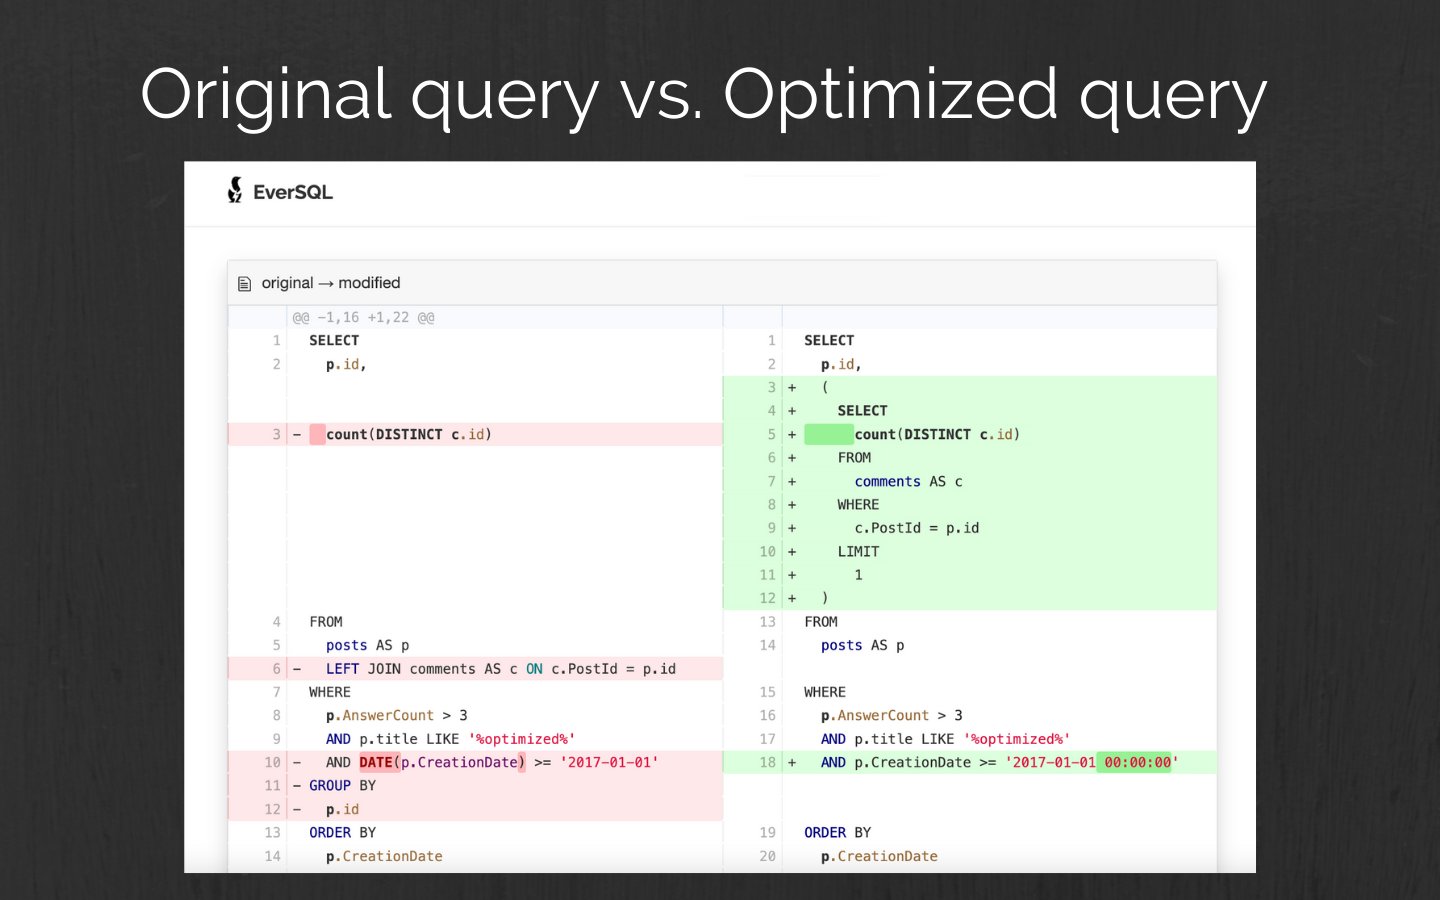 Original query vs. Optimized query
EverSQL
original → modified
@@ -1,16 +1,22 @@
1 SELECT
2 p.id,
3 - count(DISTINCT c.id)
4 FROM
5 posts AS p
6 - LEFT JOIN comments AS c ON c.PostId = p.id
7 WHERE
8 p.AnswerCount > 3
9 AND p.title LIKE '%optimized%'
10 - AND DATE(p.CreationDate) >= '2017-01-01'
11 - GROUP BY
12 - p.id
13 ORDER BY
14 p.CreationDate
1 SELECT
2 p.id,
3 + (
4 + SELECT
5 + count(DISTINCT c.id)
6 + FROM
7 + comments AS c
8 + WHERE
9 + c.PostId = p.id
10 + LIMIT
11 + 1
12 + )
13 FROM
14 posts AS p
15 WHERE
16 p.AnswerCount > 3
17 AND p.title LIKE '%optimized%'
18 + AND p.CreationDate >= '2017-01-01 00:00:00'
19 ORDER BY
20 p.CreationDate